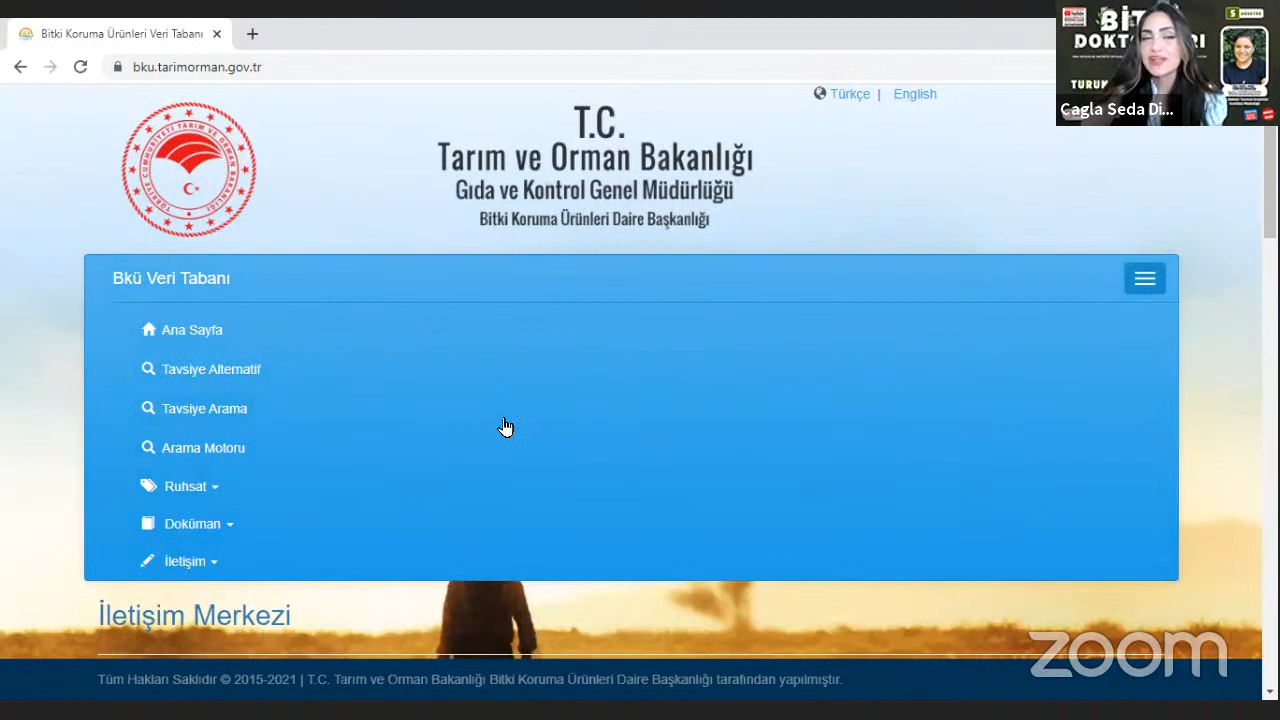 Bitki Koruma Ürünleri Veri Tabanı
bku.tarimorman.gov.tr
Türkçe | English
T.C.
Tarım ve Orman Bakanlığı
Gıda ve Kontrol Genel Müdürlüğü
Bitki Koruma Ürünleri Daire Başkanlığı
Bkü Veri Tabanı
Ana Sayfa
Tavsiye Alternatif
Tavsiye Arama
Arama Motoru
Ruhsat
Doküman
İletişim
İletişim Merkezi
Tüm Hakları Saklıdır © 2015-2021 | T.C. Tarım ve Orman Bakanlığı Bitki Koruma Ürünleri Daire Başkanlığı tarafından yapılmıştır.
Cagla Seda Di...
zoom